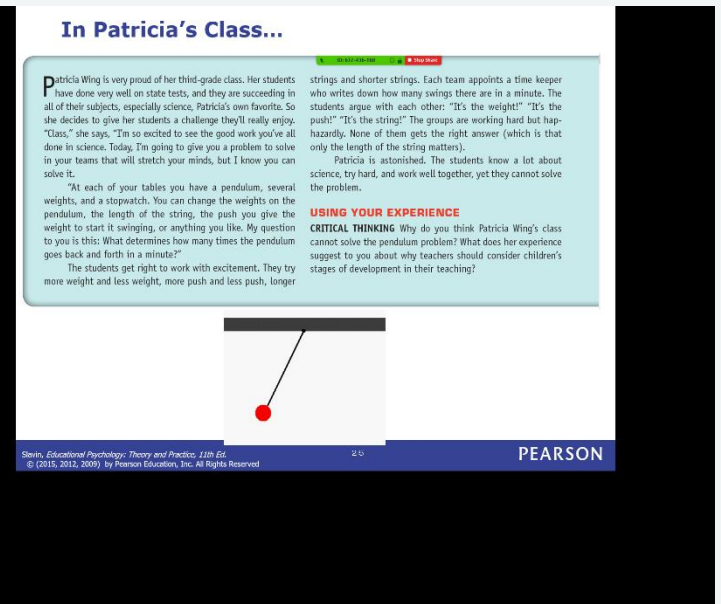 In Patricia's Class...
Stop Share
Patricia Wing is very proud of her third-grade class. Her students
have done very well on state tests, and they are succeeding in
all of their subjects, especially science, Patricia's own favorite. So
she decides to give her students a challenge they'll really enjoy.
"Class," she says, "I'm so excited to see the good work you've all
done in science. Today, I'm going to give you a problem to solve
in your teams that will stretch your minds, but I know you can
solve it.
"At each of your tables you have a pendulum, several
weights, and a stopwatch. You can change the weights on the
pendulum, the length of the string, the push you give the
weight to start it swinging, or anything you like. My question
to you is this: What determines how many times the pendulum
goes back and forth in a minute?"
The students get right to work with excitement. They try
more weight and less weight, more push and less push, longer
strings and shorter strings. Each team appoints a time keeper
who writes down how many swings there are in a minute. The
students argue with each other: "It's the weight!" "It's the
push!" "It's the string!" The groups are working hard but hap-
hazardly. None of them gets the right answer (which is that
only the length of the string matters).
Patricia is astonished. The students know a lot about
science, try hard, and work well together, yet they cannot solve
the problem.
USING YOUR EXPERIENCE
CRITICAL THINKING Why do you think Patricia Wing's class
cannot solve the pendulum problem? What does her experience
suggest to you about why teachers should consider children's
stages of development in their teaching?
Slavin, Educational Psychology: Theory and Practice, 11th Ed.
© (2015, 2012, 2009) by Pearson Education, Inc. All Rights Reserved
PEARSON